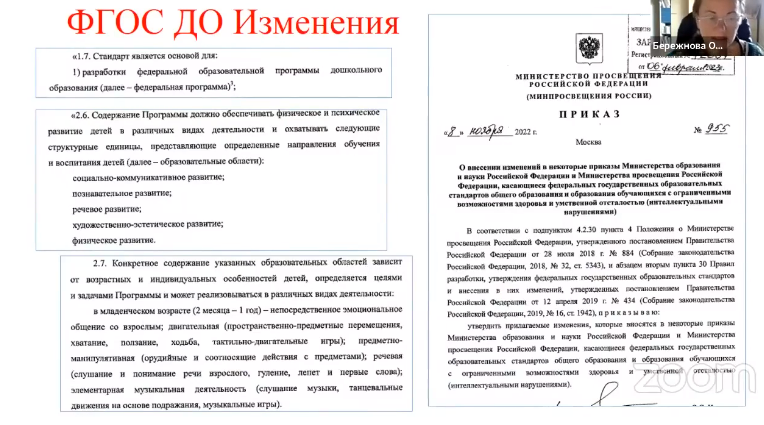 ФГОС ДО Изменения
«1.7. Стандарт является основой для:
1) разработки федеральной образовательной программы дошкольного
образования (далее – федеральная программа)³;
«2.6. Содержание Программы должно обеспечивать физическое и психическое
развитие детей в различных видах деятельности и охватывать следующие
структурные единицы, представляющие определенные направления обучения
и воспитания детей (далее – образовательные области):
социально-коммуникативное развитие;
познавательное развитие;
речевое развитие;
художественно-эстетическое развитие;
физическое развитие.
2.7. Конкретное содержание указанных образовательных областей зависит
от возрастных и индивидуальных особенностей детей, определяется целями
и задачами Программы и может реализовываться в различных видах деятельности:
в младенческом возрасте (2 месяца – 1 год) – непосредственное эмоциональное
общение со взрослым; двигательная (пространственно-предметные перемещения,
хватание, ползание, ходьба, тактильно-двигательные игры); предметно-
манипулятивная (орудийные и соотносящие действия с предметами); речевая
(слушание и понимание речи взрослого, гуление, лепет и первые слова);
элементарная музыкальная деятельность (слушание музыки, танцевальные
движения на основе подражания, музыкальные игры).
Бережнова О...
от "06" февраля 2023г.
МИНИСТЕРСТВО ПРОСВЕЩЕНИЯ
РОССИЙСКОЙ ФЕДЕРАЦИИ
(МИНПРОСВЕЩЕНИЯ РОССИИ)
ПРИКАЗ
«8» ноября 2022 г. № 955
Москва
О внесении изменений в некоторые приказы Министерства образования
и науки Российской Федерации и Министерства просвещения Российской
Федерации, касающиеся федеральных государственных образовательных
стандартов общего образования и образования обучающихся с ограниченными
возможностями здоровья и умственной отсталостью (интеллектуальными
нарушениями)
В соответствии с подпунктом 4.2.30 пункта 4 Положения о Министерстве
просвещения Российской Федерации, утвержденного постановлением Правительства
Российской Федерации от 28 июля 2018 г. № 884 (Собрание законодательства
Российской Федерации, 2018, № 32, ст. 5343), и абзацем вторым пункта 30 Правил
разработки, утверждения федеральных государственных образовательных стандартов
и внесения в них изменений, утвержденных постановлением Правительства
Российской Федерации от 12 апреля 2019 г. № 434 (Собрание законодательства
Российской Федерации, 2019, № 16, ст. 1942), приказываю:
утвердить прилагаемые изменения, которые вносятся в некоторые приказы
Министерства образования и науки Российской Федерации и Министерства
просвещения Российской Федерации, касающиеся федеральных государственных
образовательных стандартов общего образования и образования обучающихся
с ограниченными возможностями здоровья и умственной отсталостью
(интеллектуальными нарушениями).
zoom